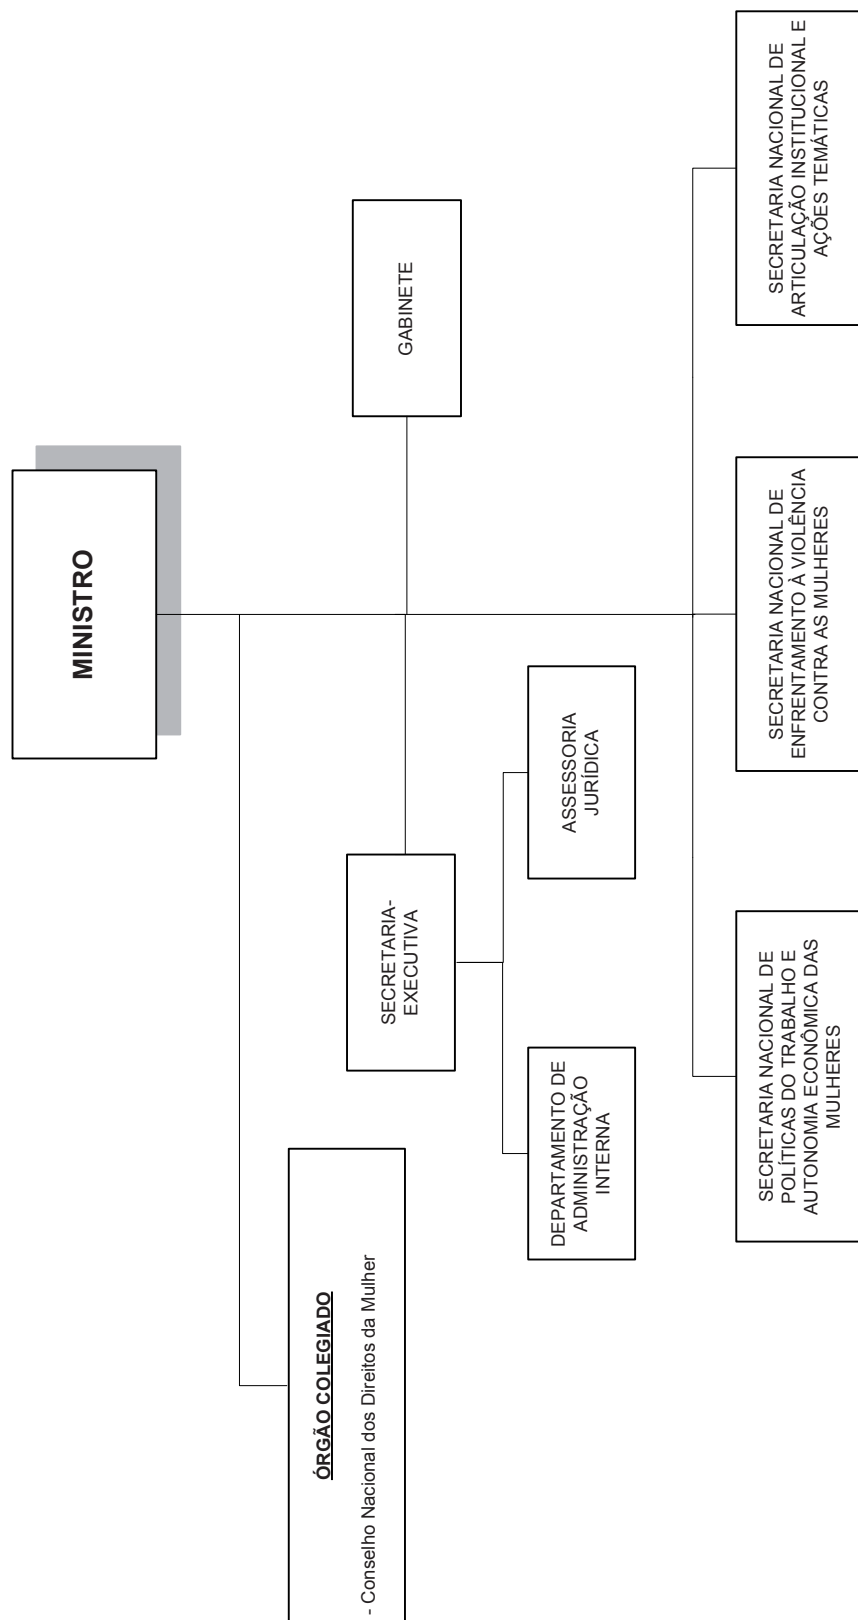 MINISTRO
ÓRGÃO COLEGIADO
- Conselho Nacional dos Direitos da Mulher
SECRETARIA-
EXECUTIVA
GABINETE
DEPARTAMENTO DE
ADMINISTRAÇÃO
INTERNA
ASSESSORIA
JURÍDICA
SECRETARIA NACIONAL DE
POLÍTICAS DO TRABALHO E
AUTONOMIA ECONÔMICA DAS
MULHERES
SECRETARIA NACIONAL DE
ENFRENTAMENTO À VIOLÊNCIA
CONTRA AS MULHERES
SECRETARIA NACIONAL DE
ARTICULAÇÃO INSTITUCIONAL E
AÇÕES TEMÁTICAS